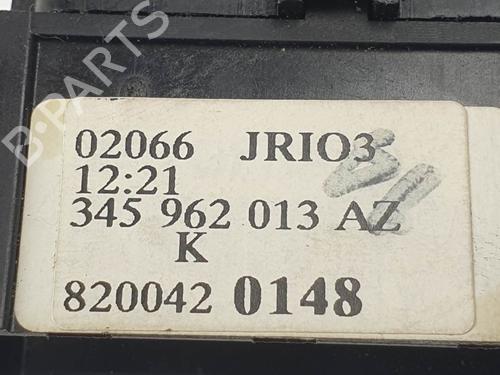 B-PARTS
02066 JRIO3
12:21
345 962 013 AZ
K
820042 0148